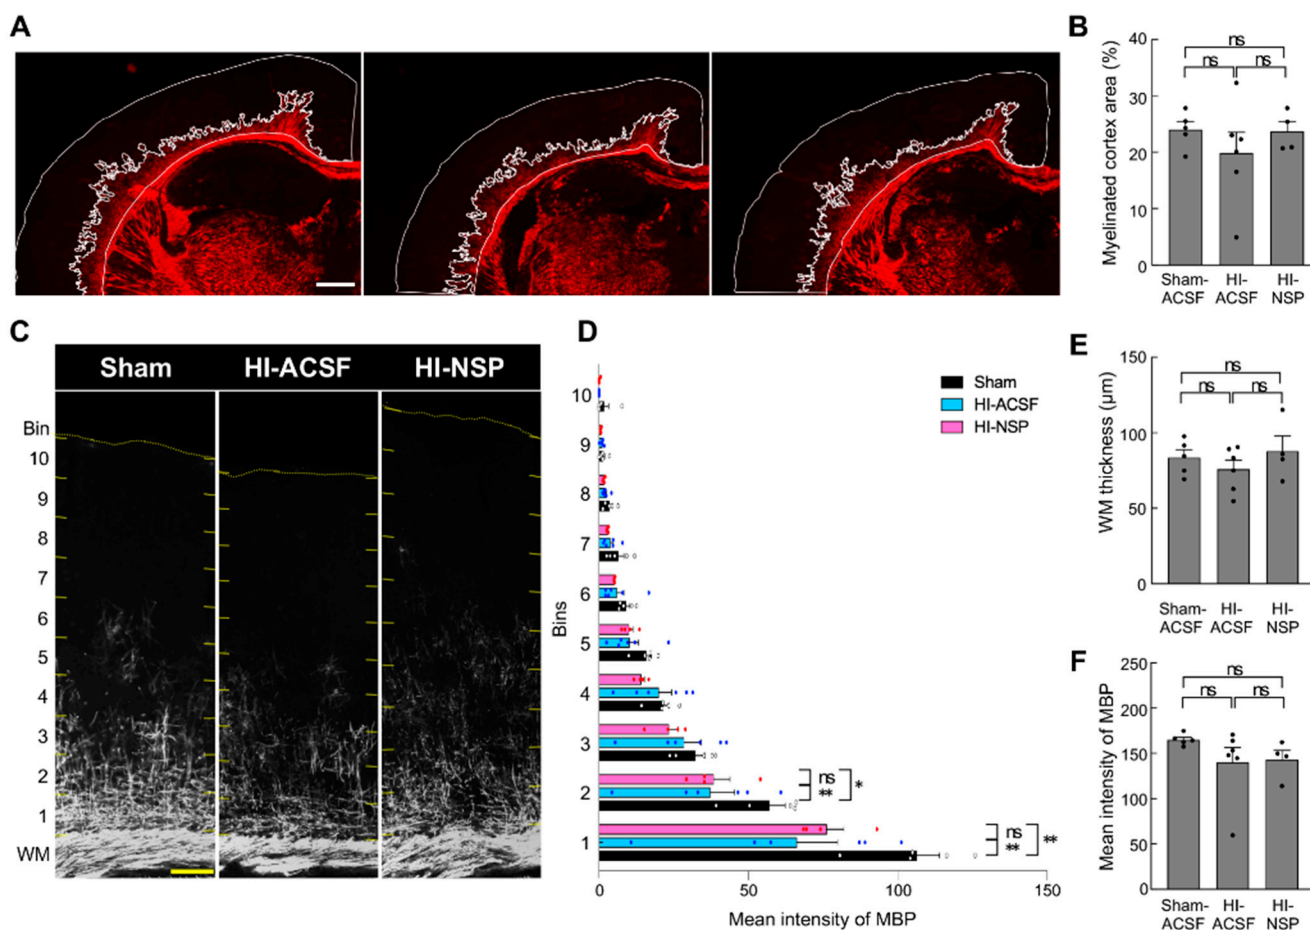 A
B
Myelinated cortex area (%)
40
30
20
10
0
ns
ns
ns
Sham-
ACSF
HI-
ACSF
HI-
NSP
C
Sham
HI-ACSF
HI-NSP
Bin
10
9
8
7
6
5
4
3
2
1
WM
D
Sham
HI-ACSF
HI-NSP
Bins
10
9
8
7
6
5
4
3
2
1
ns
**
*
ns
**
**
0
50
100
150
Mean intensity of MBP
E
WM thickness (µm)
150
100
50
0
ns
ns
ns
Sham-
ACSF
HI-
ACSF
HI-
NSP
F
Mean intensity of MBP
250
200
150
100
50
0
ns
ns
ns
Sham-
ACSF
HI-
ACSF
HI-
NSP